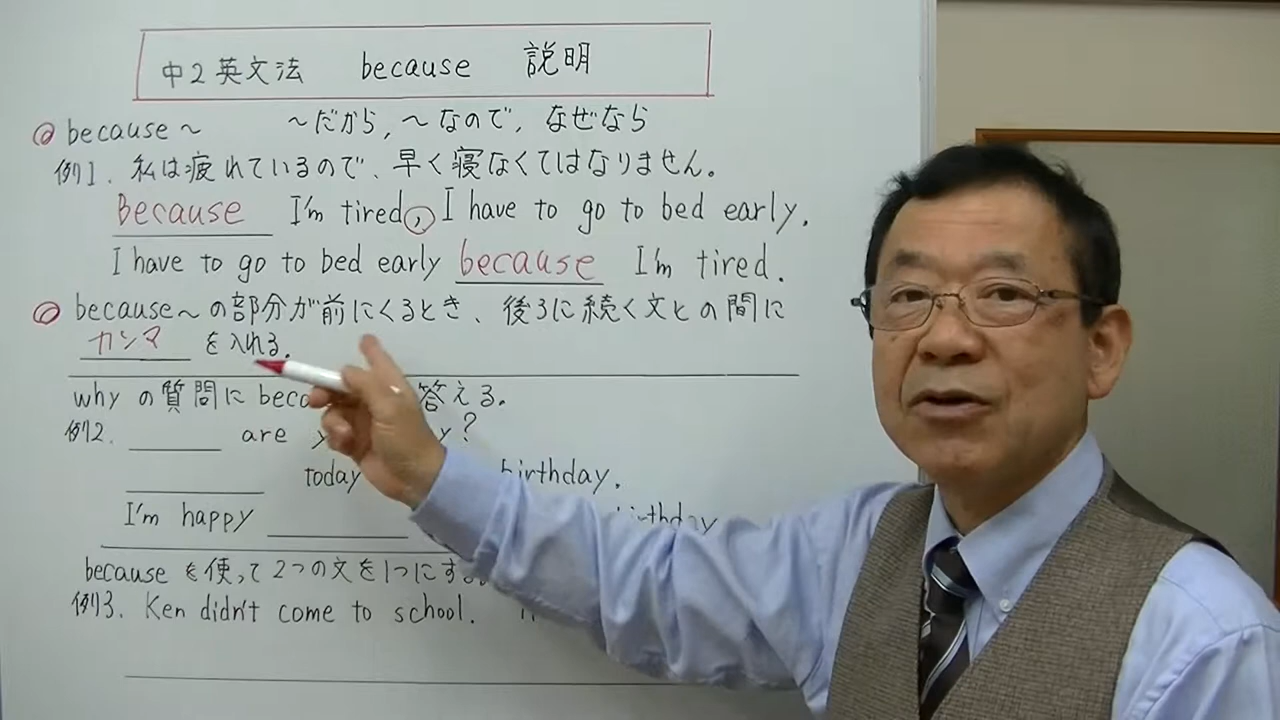 中2英文法 because 説明
◎ because～ ～だから, ～なので, なぜなら
例1. 私は疲れているので、早く寝なくてはなりません。
Because I'm tired, I have to go to bed early.
I have to go to bed early because I'm tired.
◎ because～の部分が前にくるとき、後ろに続く文との間に
カンマ を入れる。
why の質問に 答える。
例2. are ?
today birthday.
I'm happy birthday
because を使って2つの文を1つに
例3. Ken didn't come to school.